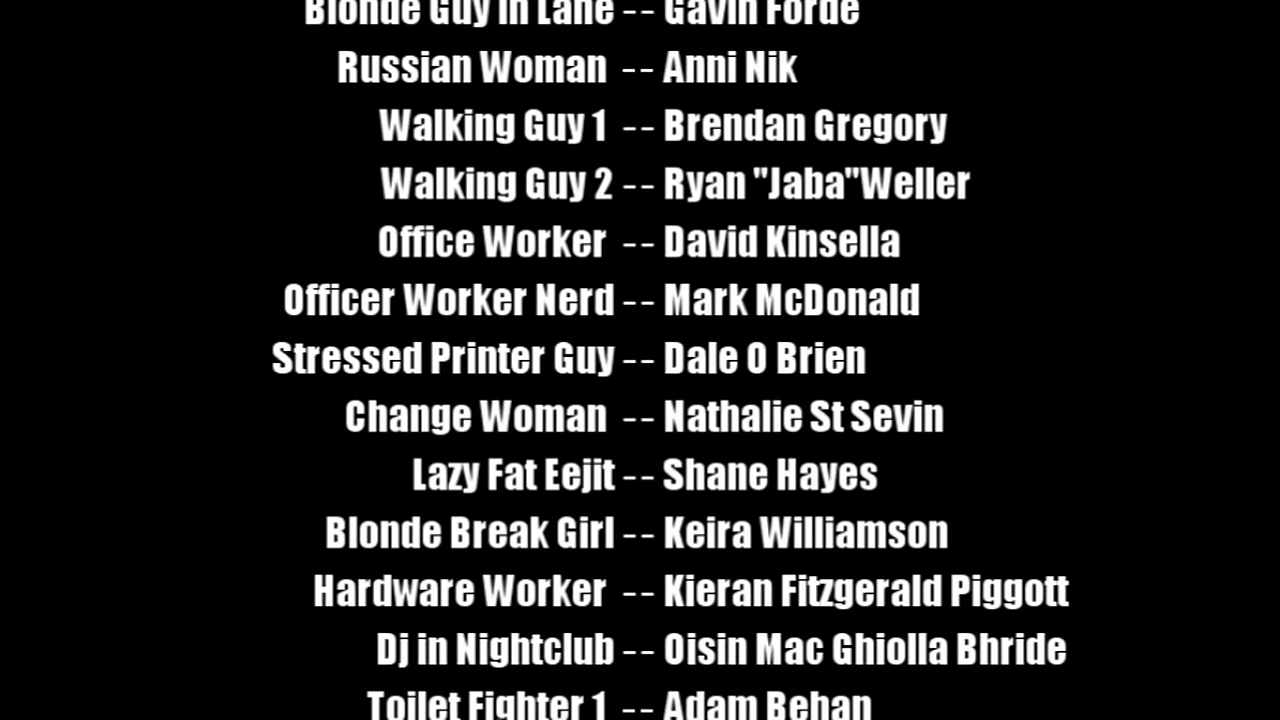 Blonde Guy in Lane -- Gavin Forde
Russian Woman -- Anni Nik
Walking Guy 1 -- Brendan Gregory
Walking Guy 2 -- Ryan "Jaba"Weller
Office Worker -- David Kinsella
Officer Worker Nerd -- Mark McDonald
Stressed Printer Guy -- Dale O Brien
Change Woman -- Nathalie St Sevin
Lazy Fat Eejit -- Shane Hayes
Blonde Break Girl -- Keira Williamson
Hardware Worker -- Kieran Fitzgerald Piggott
Dj in Nightclub -- Oisin Mac Ghiolla Bhride
Toilet Fighter 1 -- Adam Behan